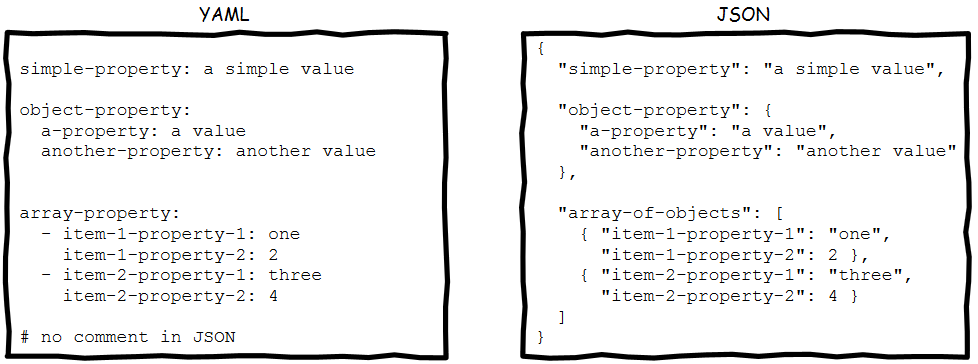 YAML
simple-property: a simple value
object-property:
  a-property: a value
  another-property: another value
array-property:
  - item-1-property-1: one
    item-1-property-2: 2
  - item-2-property-1: three
    item-2-property-2: 4
# no comment in JSON
JSON
{
  "simple-property": "a simple value",
  "object-property": {
    "a-property": "a value",
    "another-property": "another value"
  },
  "array-of-objects": [
    { "item-1-property-1": "one",
      "item-1-property-2": 2 },
    { "item-2-property-1": "three",
      "item-2-property-2": 4 }
  ]
}